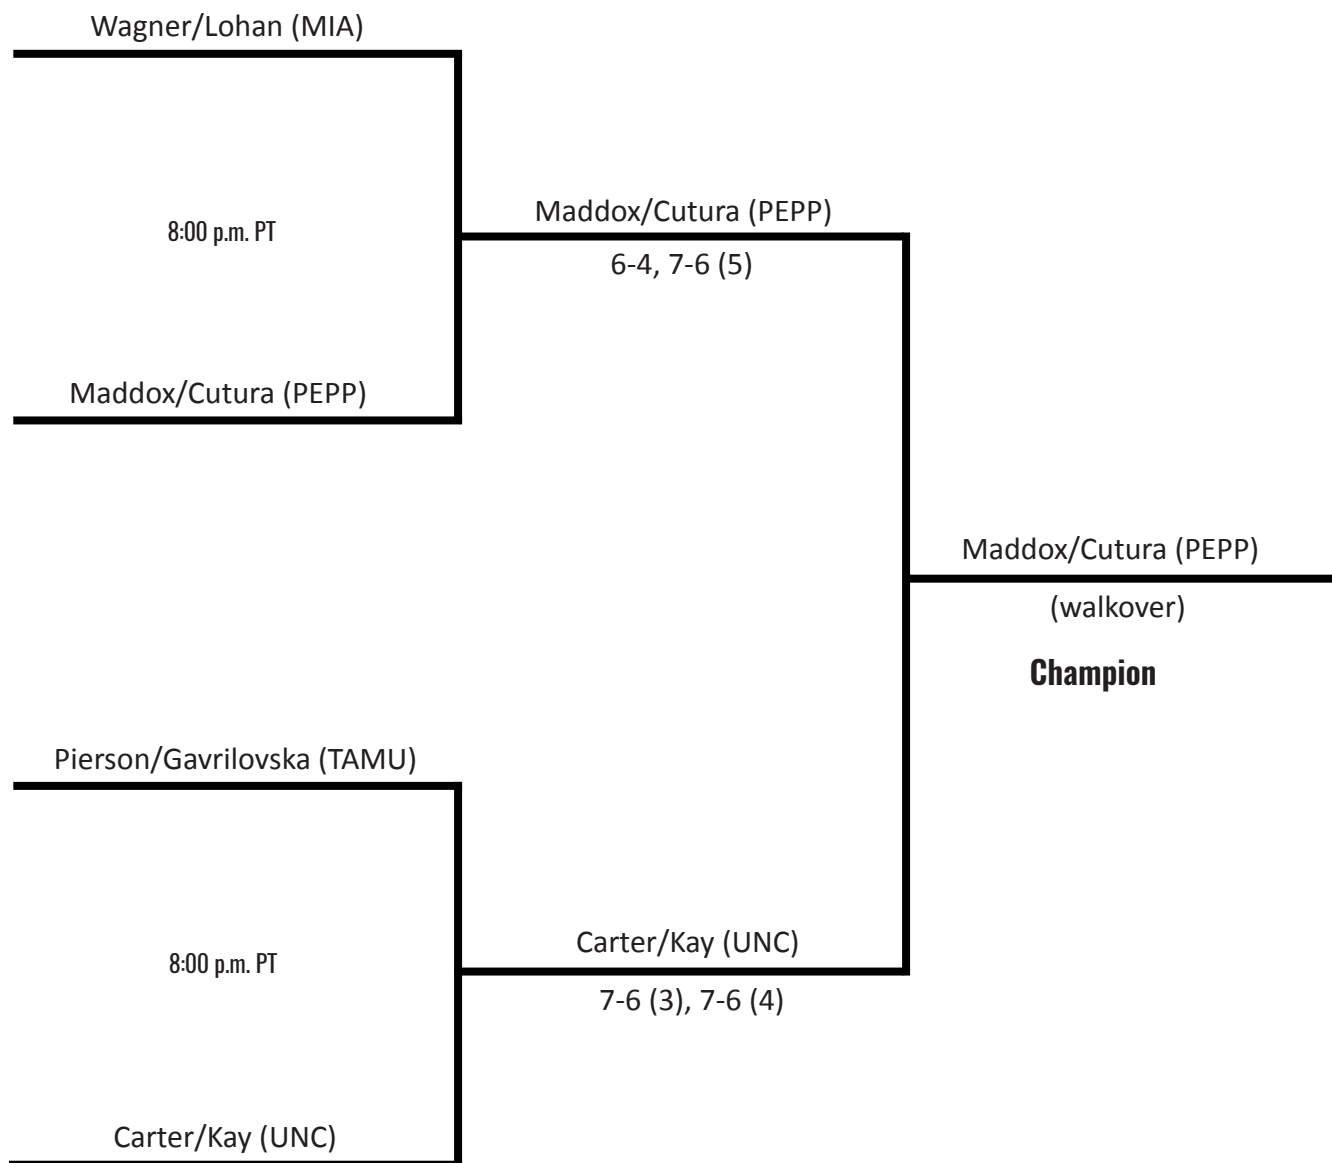 Wagner/Lohan (MIA)
8:00 p.m. PT
Maddox/Cutura (PEPP)
Maddox/Cutura (PEPP)
6-4, 7-6 (5)
Maddox/Cutura (PEPP)
(walkover)
Champion
Pierson/Gavrilovska (TAMU)
8:00 p.m. PT
Carter/Kay (UNC)
Carter/Kay (UNC)
7-6 (3), 7-6 (4)